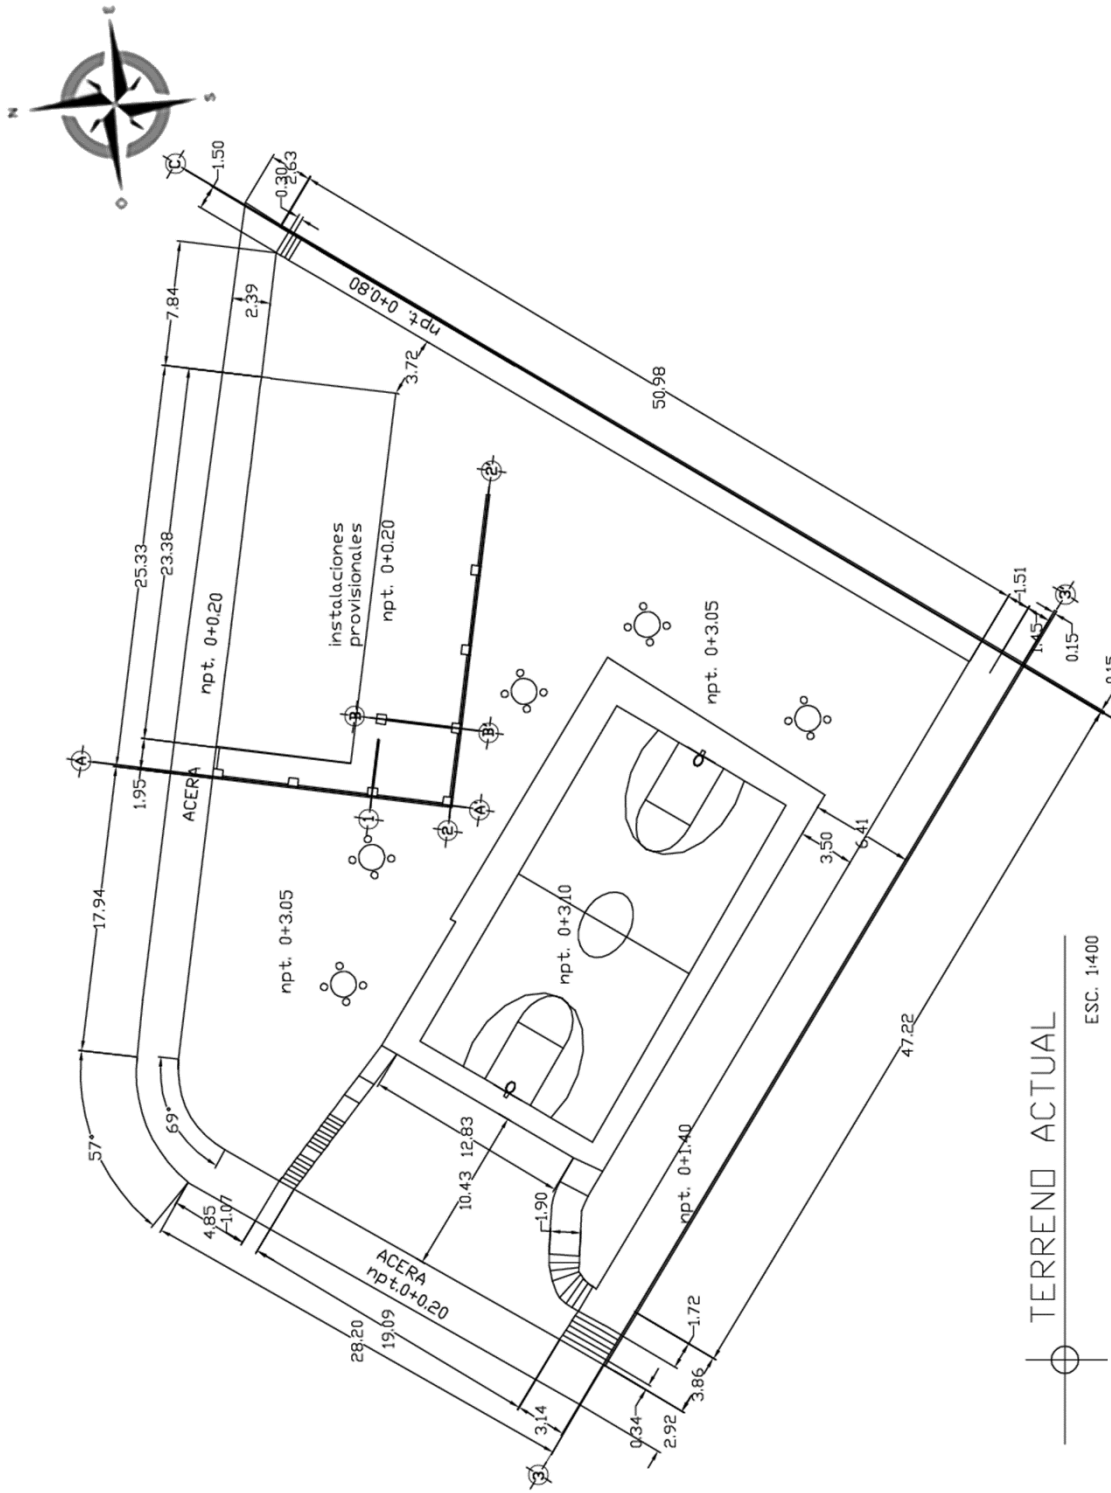 E
N
S
O
C
1.50
0.30
2.63
7.84
2.39
npt. 0+0.80
3.72
25.33
23.38
50.98
instalaciones
provisionales
npt. 0+0.20
npt. 0+0.20
2'
A
B
B'
1.95
ACERA
1
2
A'
npt. 0+3.05
1.51
3'
1.45
0.15
0.15
17.94
npt. 0+3.05
npt. 0+3.10
3.50
6.41
57°
69°
4.85
1.07
10.43
12.83
1.90
npt. 0+1.40
47.22
ACERA
npt.0+0.20
28.20
19.09
1.72
3.86
3.14
0.34
2.92
3
TERRENO ACTUAL
ESC. 1:400